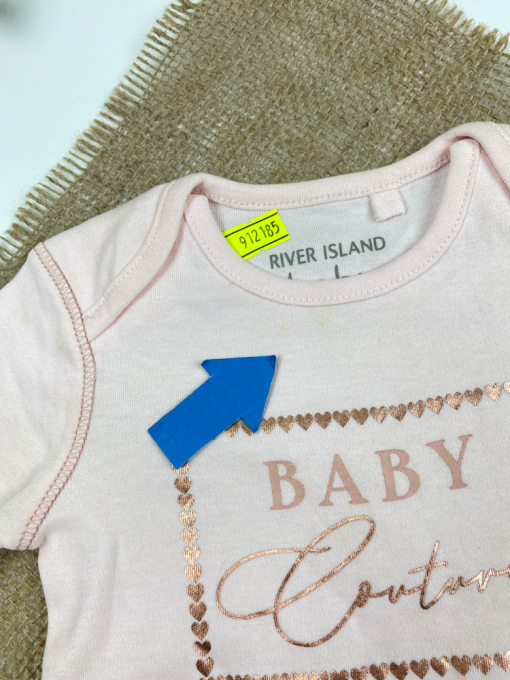 912185
RIVER ISLAND
BABY
Couture